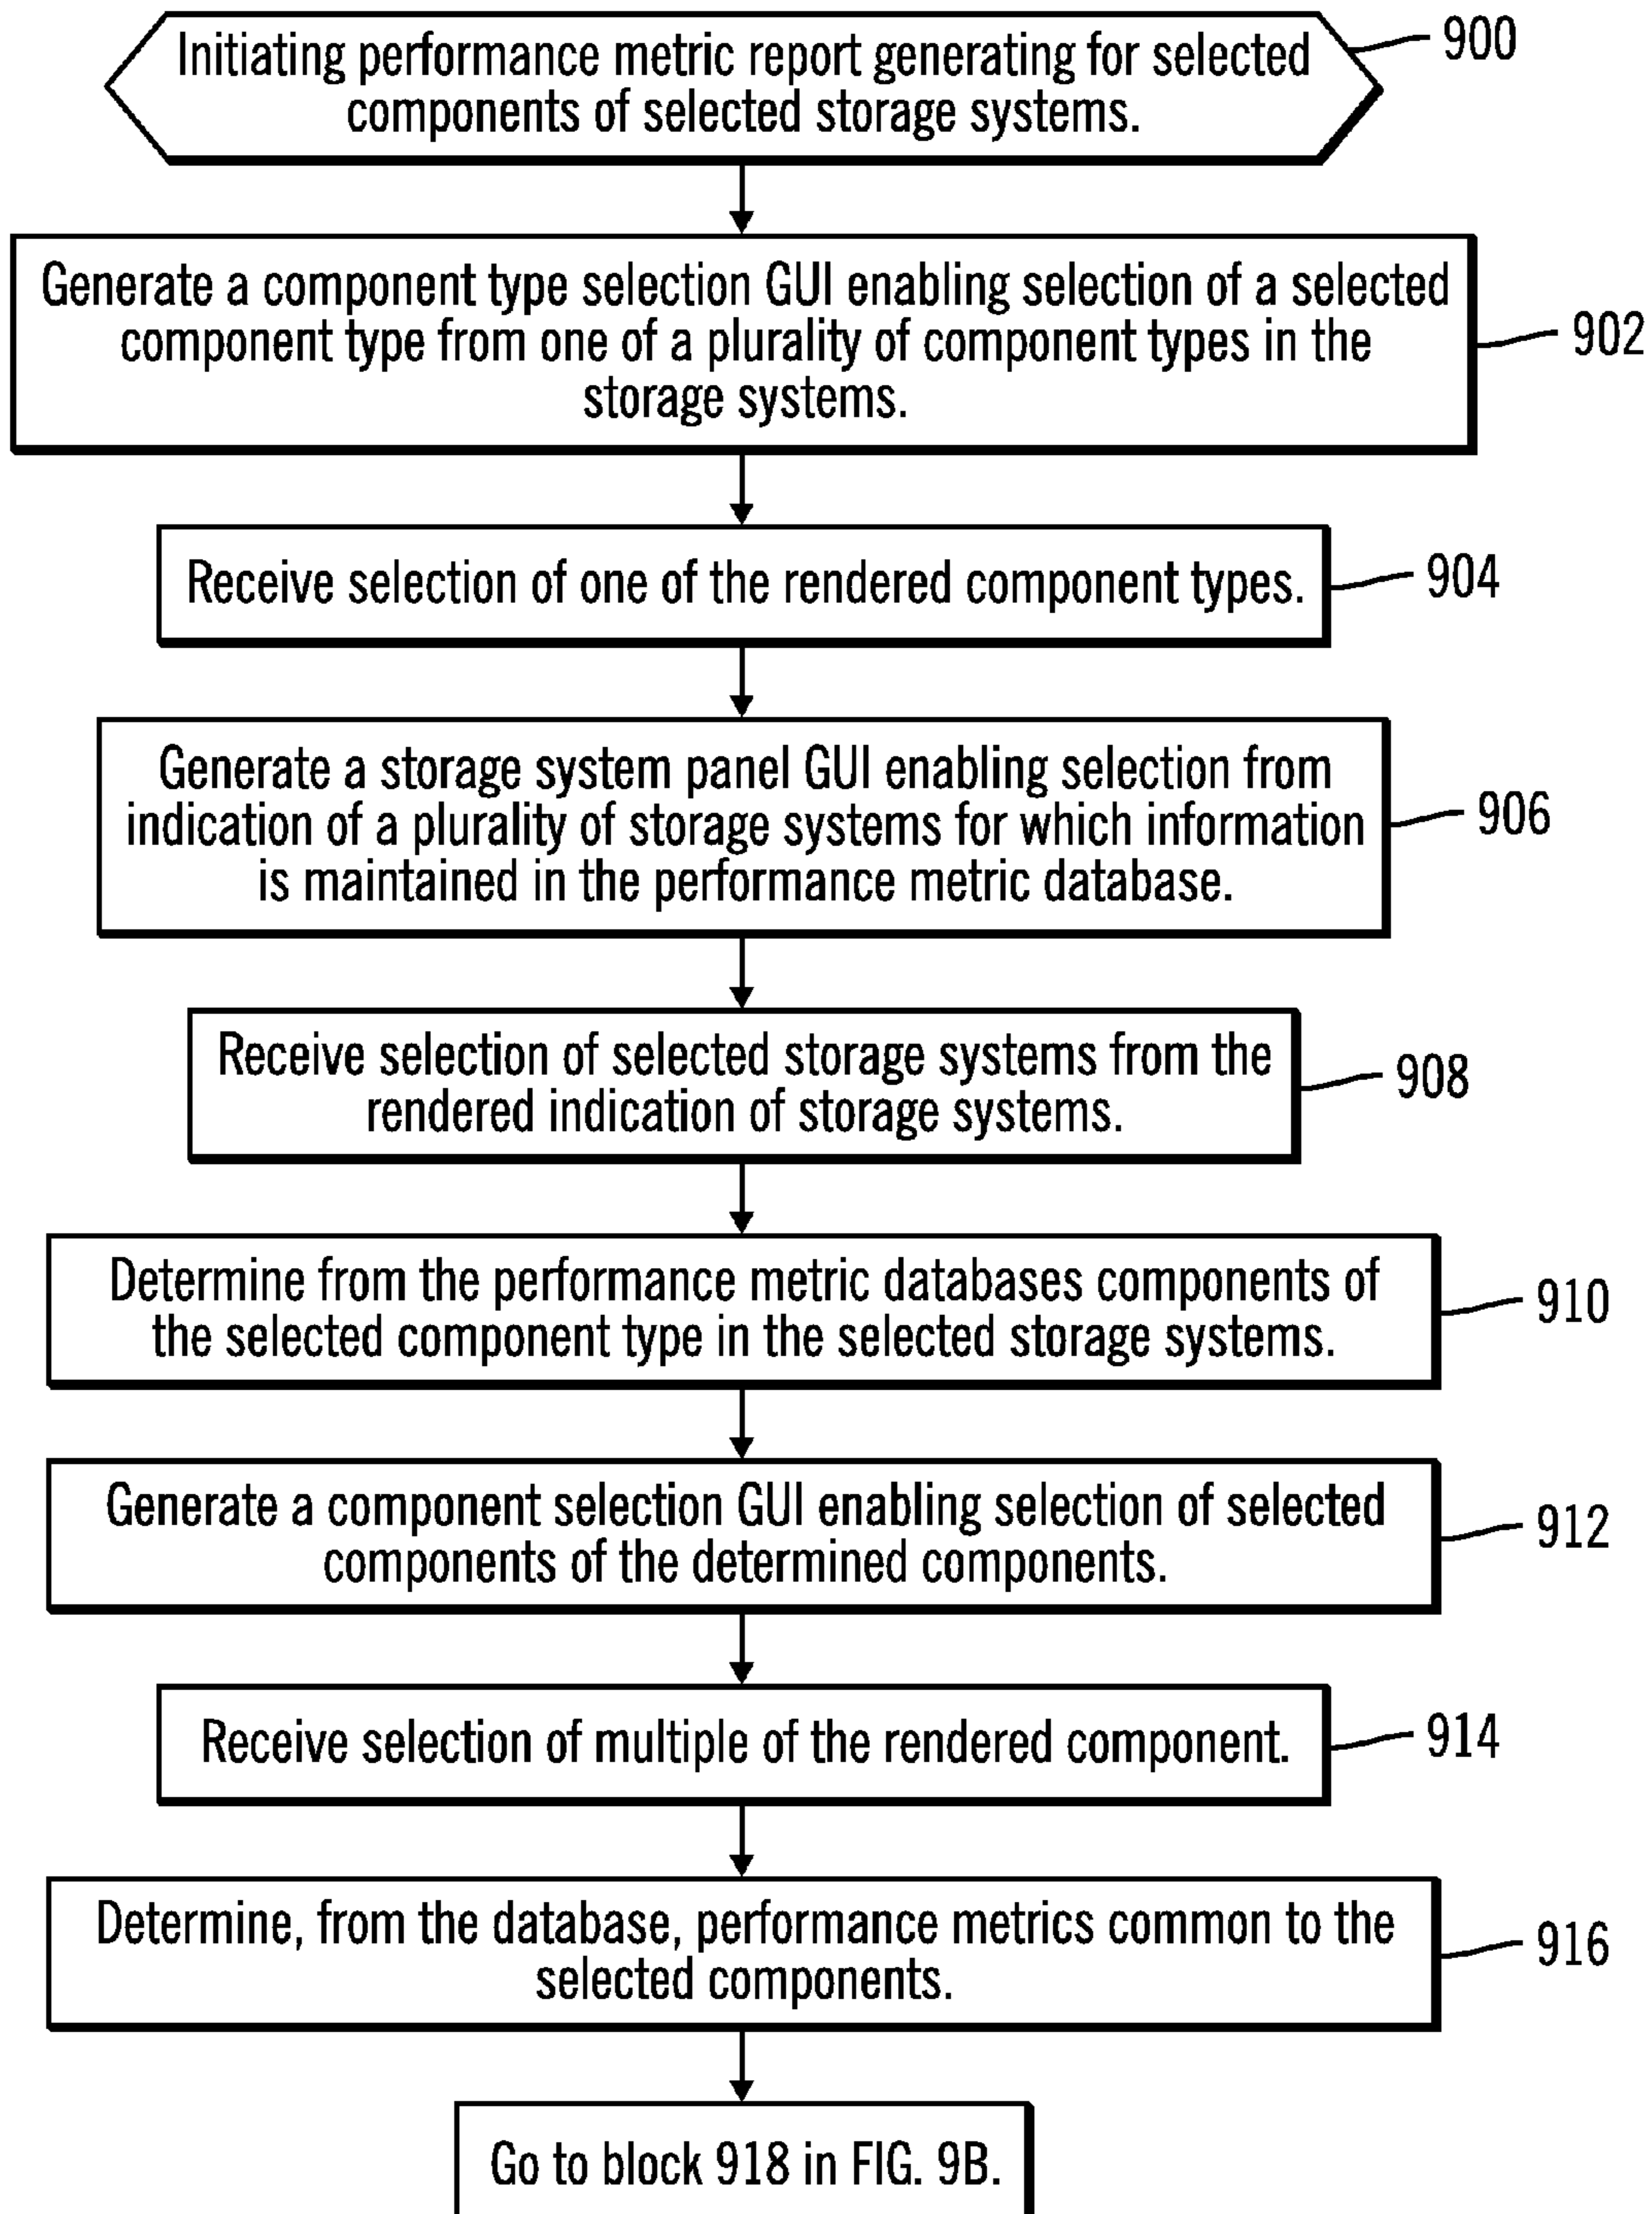 Initiating performance metric report generating for selected
components of selected storage systems.
900
Generate a component type selection GUI enabling selection of a selected
component type from one of a plurality of component types in the
storage systems.
902
Receive selection of one of the rendered component types.
904
Generate a storage system panel GUI enabling selection from
indication of a plurality of storage systems for which information
is maintained in the performance metric database.
906
Receive selection of selected storage systems from the
rendered indication of storage systems.
908
Determine from the performance metric databases components of
the selected component type in the selected storage systems.
910
Generate a component selection GUI enabling selection of selected
components of the determined components.
912
Receive selection of multiple of the rendered component.
914
Determine, from the database, performance metrics common to the
selected components.
916
Go to block 918 in FIG. 9B.